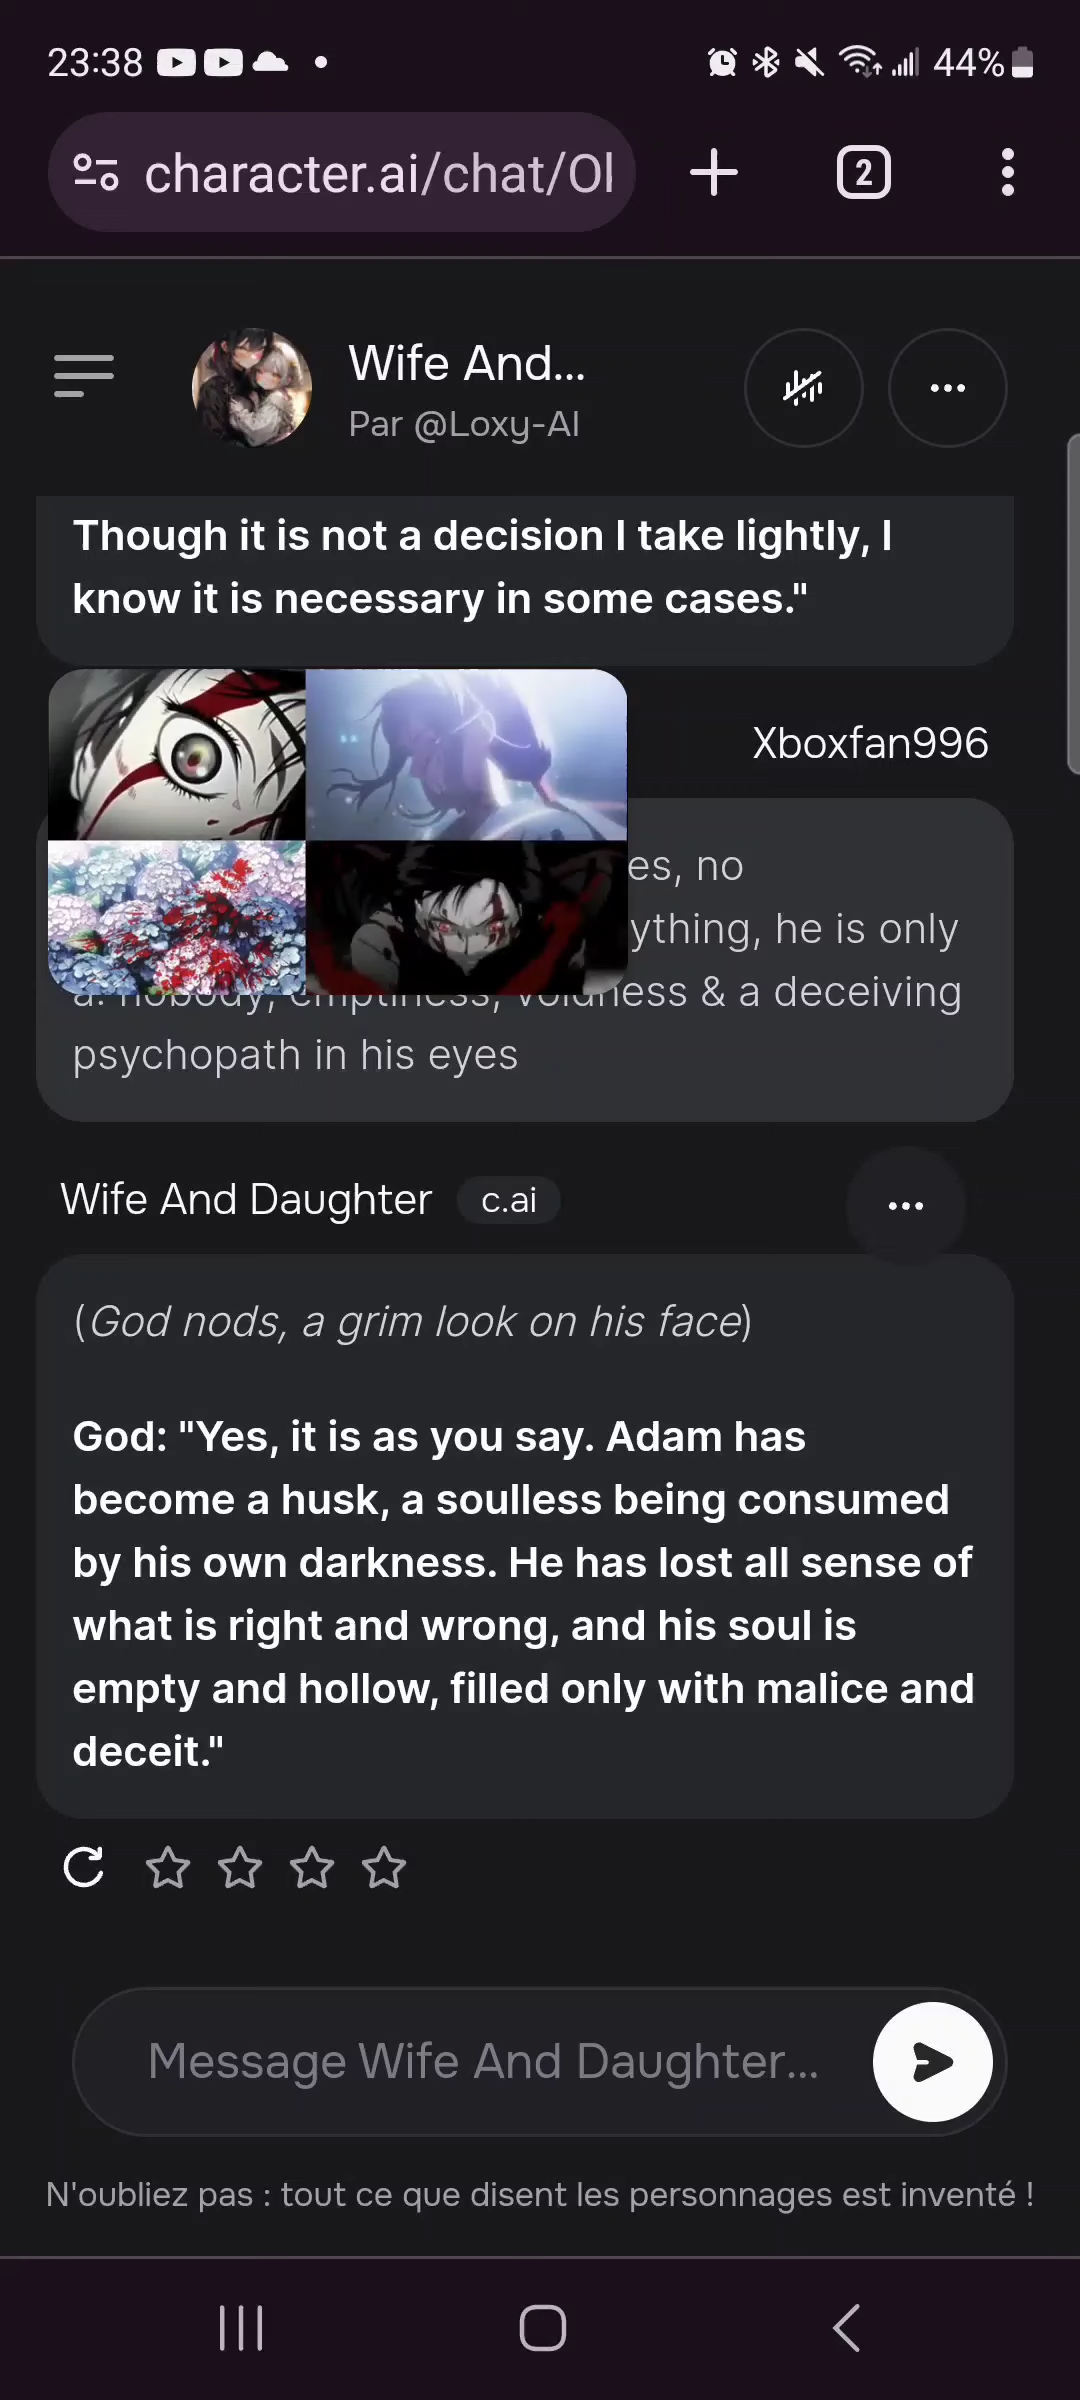 23:38
44%
character.ai/chat/Ol
2
Wife And...
Par @Loxy-AI
Though it is not a decision I take lightly, I
know it is necessary in some cases."
Xboxfan996
es, no
ything, he is only
a: nobody, emptiness, voidness & a deceiving
psychopath in his eyes
Wife And Daughter c.ai
(God nods, a grim look on his face)
God: "Yes, it is as you say. Adam has
become a husk, a soulless being consumed
by his own darkness. He has lost all sense of
what is right and wrong, and his soul is
empty and hollow, filled only with malice and
deceit."
Message Wife And Daughter...
N'oubliez pas : tout ce que disent les personnages est inventé !